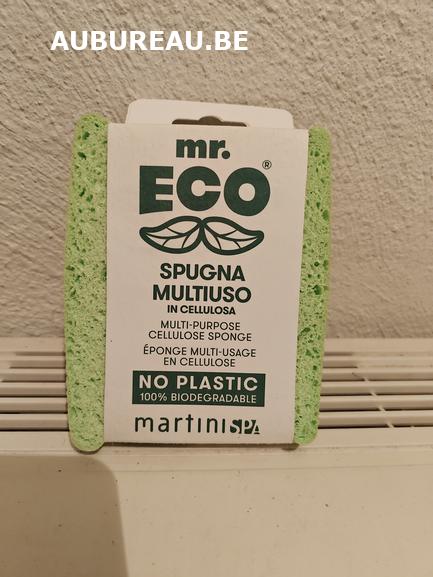 AUBUREAU.BE
mr.
ECO®
SPUGNA
MULTIUSO
IN CELLULOSA
MULTI-PURPOSE
CELLULOSE SPONGE
ÉPONGE MULTI-USAGE
EN CELLULOSE
NO PLASTIC
100% BIODEGRADABLE
martiniSPA